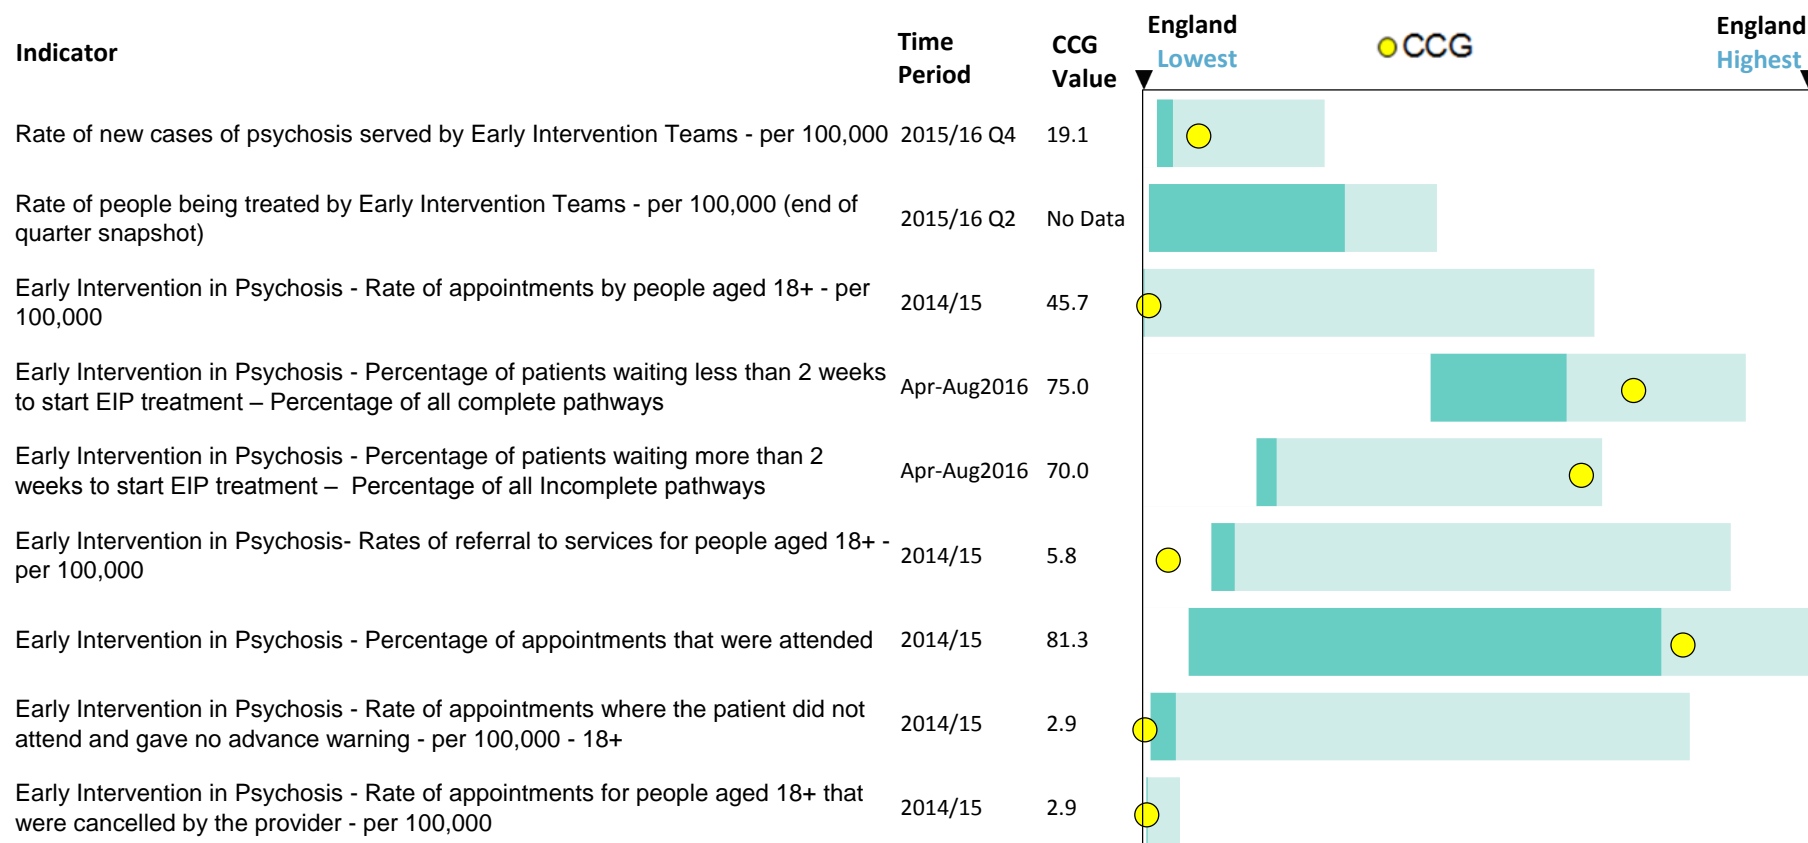 Indicator
Time Period
CCG Value
England Lowest
CCG
England Highest
Rate of new cases of psychosis served by Early Intervention Teams - per 100,000 2015/16 Q4 19.1
Rate of people being treated by Early Intervention Teams - per 100,000 (end of
quarter snapshot)
2015/16 Q2 No Data
Early Intervention in Psychosis - Rate of appointments by people aged 18+ - per
100,000
2014/15 45.7
Early Intervention in Psychosis - Percentage of patients waiting less than 2 weeks
to start EIP treatment – Percentage of all complete pathways
Apr-Aug2016 75.0
Early Intervention in Psychosis - Percentage of patients waiting more than 2
weeks to start EIP treatment – Percentage of all Incomplete pathways
Apr-Aug2016 70.0
Early Intervention in Psychosis- Rates of referral to services for people aged 18+ -
per 100,000
2014/15 5.8
Early Intervention in Psychosis - Percentage of appointments that were attended 2014/15 81.3
Early Intervention in Psychosis - Rate of appointments where the patient did not
attend and gave no advance warning - per 100,000 - 18+
2014/15 2.9
Early Intervention in Psychosis - Rate of appointments for people aged 18+ that
were cancelled by the provider - per 100,000
2014/15 2.9